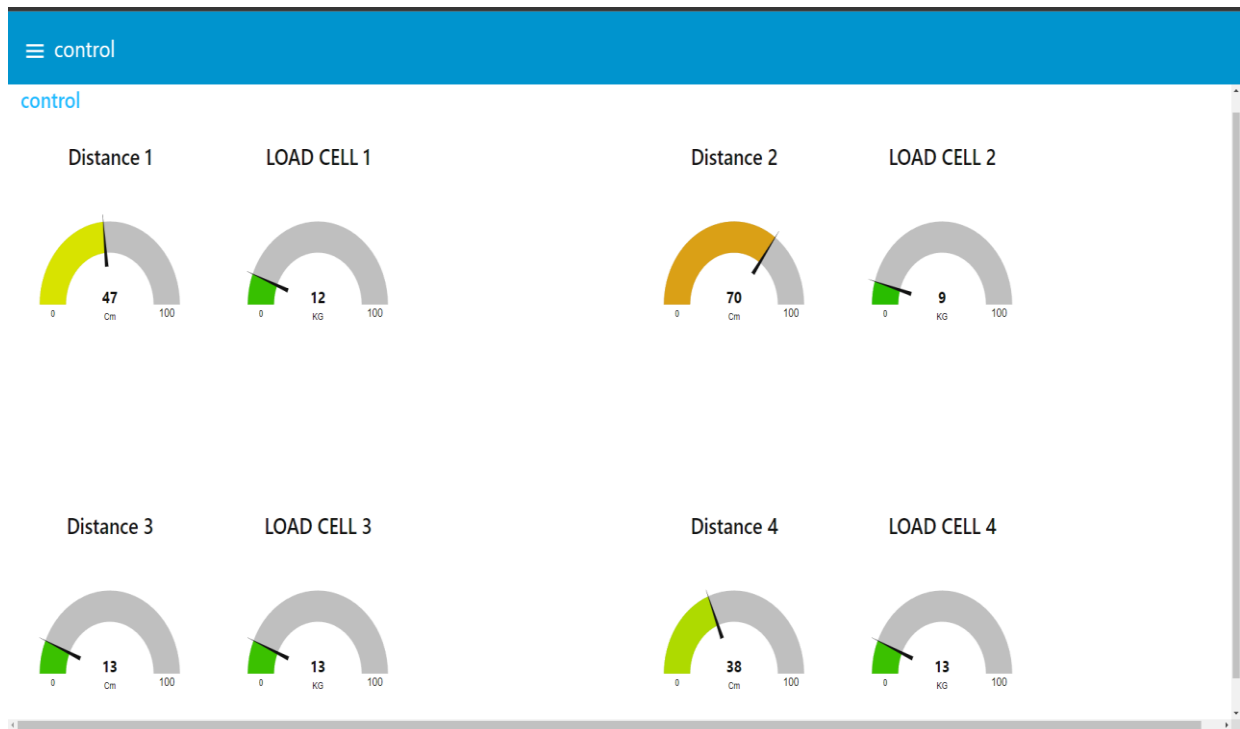 control
control
Distance 1
LOAD CELL 1
Distance 2
LOAD CELL 2
47
0
Cm
100
12
0
KG
100
70
0
Cm
100
9
0
KG
100
Distance 3
LOAD CELL 3
Distance 4
LOAD CELL 4
13
0
Cm
100
13
0
KG
100
38
0
Cm
100
13
0
KG
100